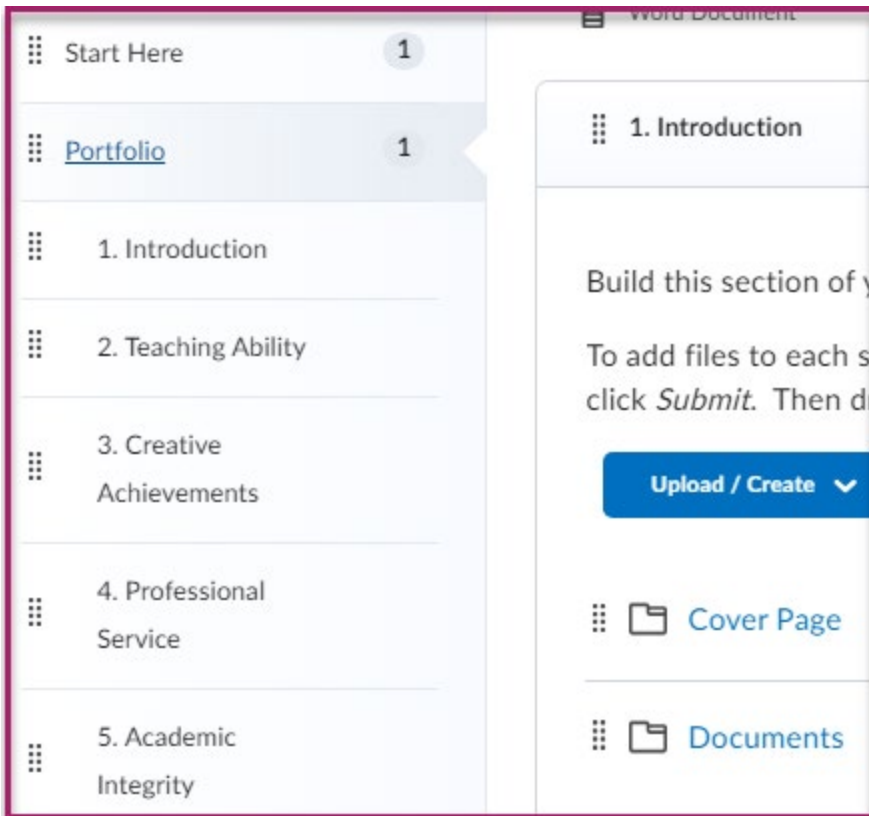 Start Here 1
Portfolio 1
1. Introduction
2. Teaching Ability
3. Creative
Achievements
4. Professional
Service
5. Academic
Integrity
Word Document
1. Introduction
Build this section of
To add files to each
click Submit. Then
Upload / Create
Cover Page
Documents